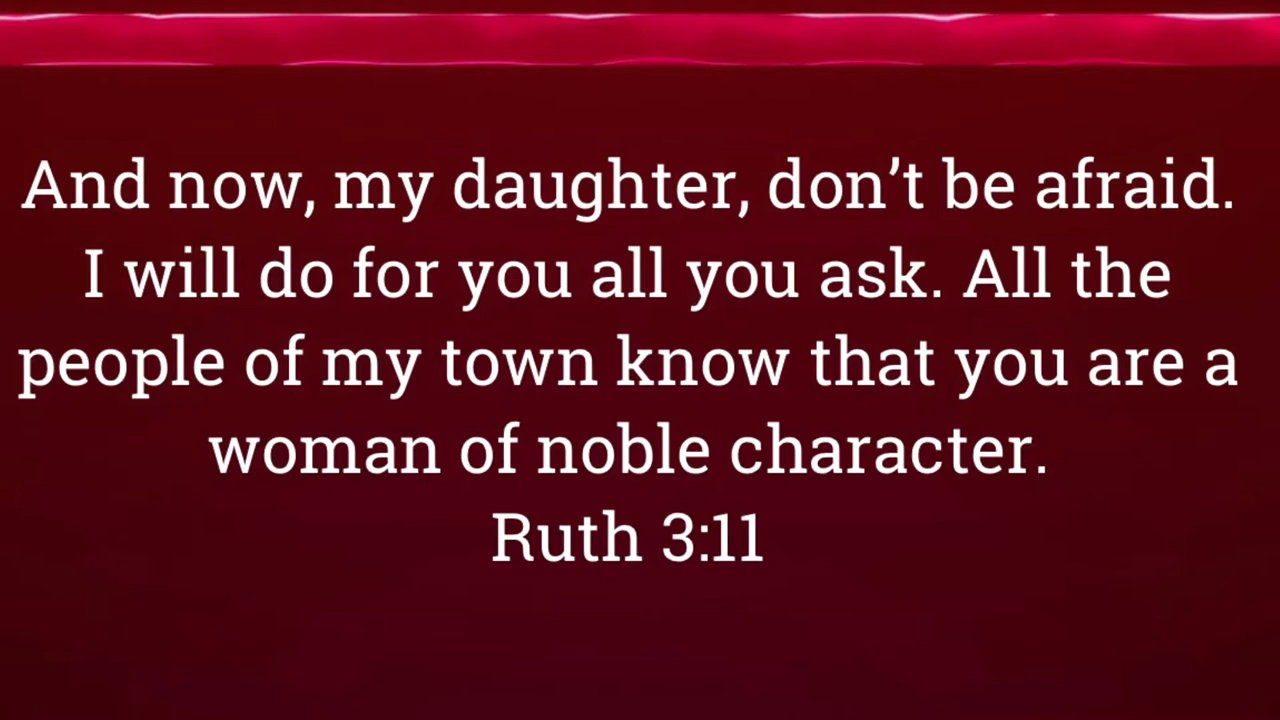 And now, my daughter, don’t be afraid.
I will do for you all you ask. All the
people of my town know that you are a
woman of noble character.
Ruth 3:11